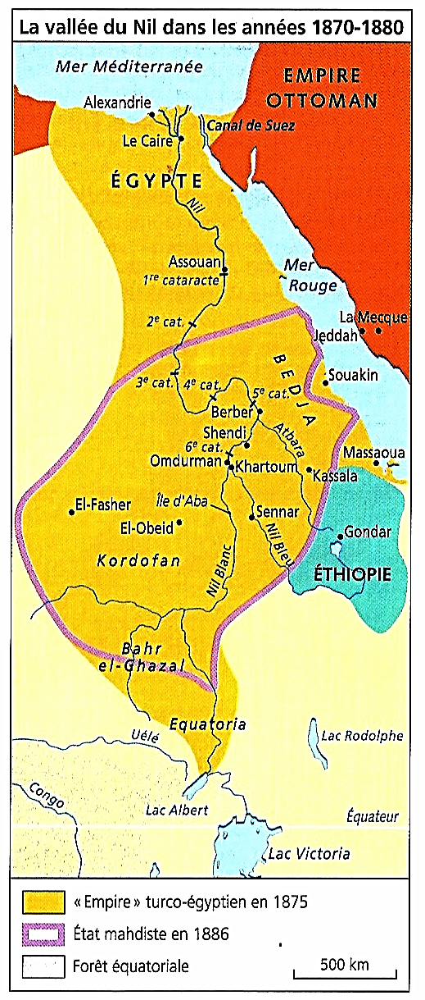 La vallée du Nil dans les années 1870-1880
Mer Méditerranée
EMPIRE
OTTOMAN
Alexandrie
Canal de Suez
Le Caire
ÉGYPTE
Nil
Assouan
1re cataracte
Mer
Rouge
2e cat.
La Mecque
Jeddah
BEDJA
Souakin
3e cat.
4e cat.
5e cat.
Berber
Atbara
Shendi
6e cat.
Omdurman
Khartoum
Massaoua
Kassala
El-Fasher
Île d'Aba
Sennar
El-Obeid
Nil Bleu
Gondar
Kordofan
Nil Blanc
ÉTHIOPIE
Bahr
el-Ghazal
Equatoria
Uélé
Lac Rodolphe
Congo
Lac Albert
Équateur
Lac Victoria
« Empire » turco-égyptien en 1875
État mahdiste en 1886
Forêt équatoriale
500 km